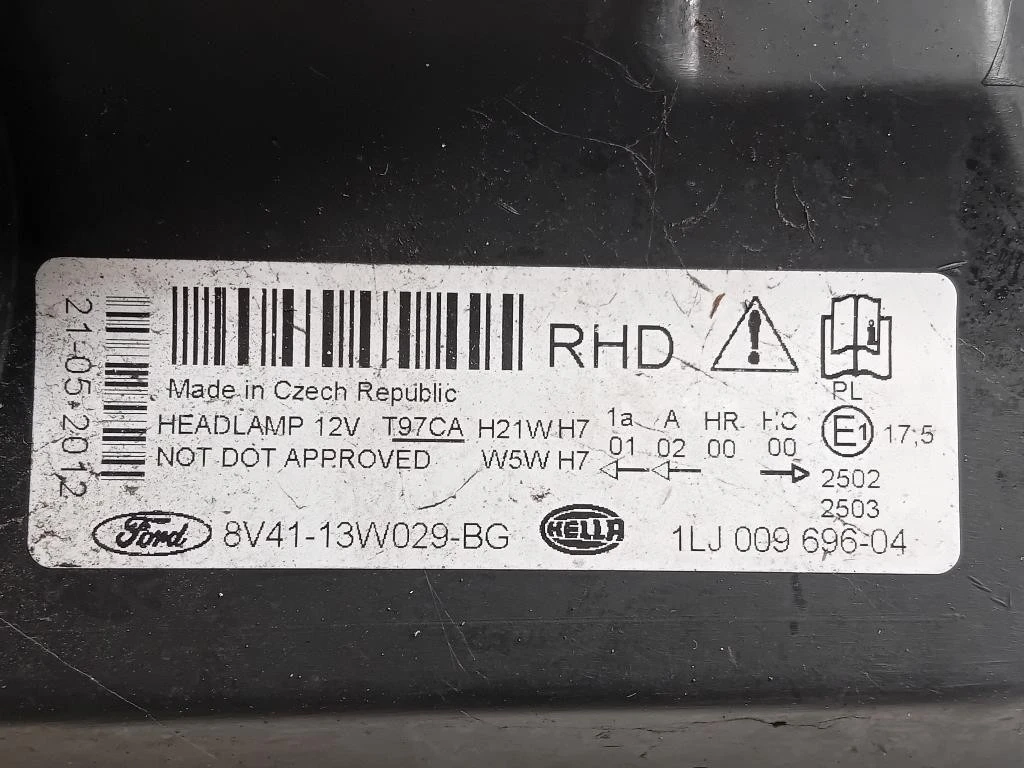 21-05-2012
RHD
Made in Czech Republic
PL
HEADLAMP 12V T97CA H21W H7 1a A HR HC E1 17,5
01 02 00 00
NOT DOT APPROVED W5W H7
2502
2503
Ford 8V41-13W029-BG HELLA 1LJ 009 696-04